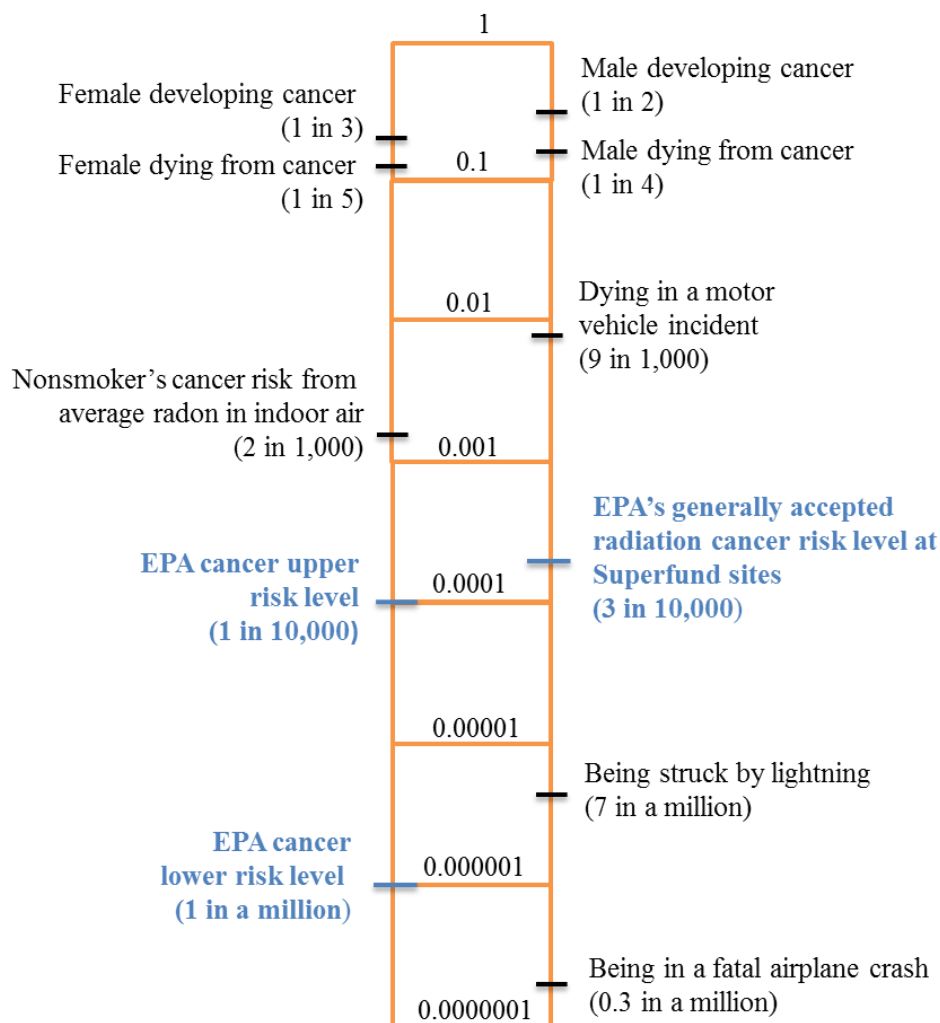 1
Female developing cancer
(1 in 3)
Male developing cancer
(1 in 2)
Female dying from cancer
(1 in 5)
0.1
Male dying from cancer
(1 in 4)
0.01
Dying in a motor
vehicle incident
(9 in 1,000)
Nonsmoker's cancer risk from
average radon in indoor air
(2 in 1,000)
0.001
EPA's generally accepted
radiation cancer risk level at
Superfund sites
(3 in 10,000)
EPA cancer upper
risk level
(1 in 10,000)
0.0001
0.00001
Being struck by lightning
(7 in a million)
EPA cancer
lower risk level
(1 in a million)
0.000001
Being in a fatal airplane crash
(0.3 in a million)
0.0000001